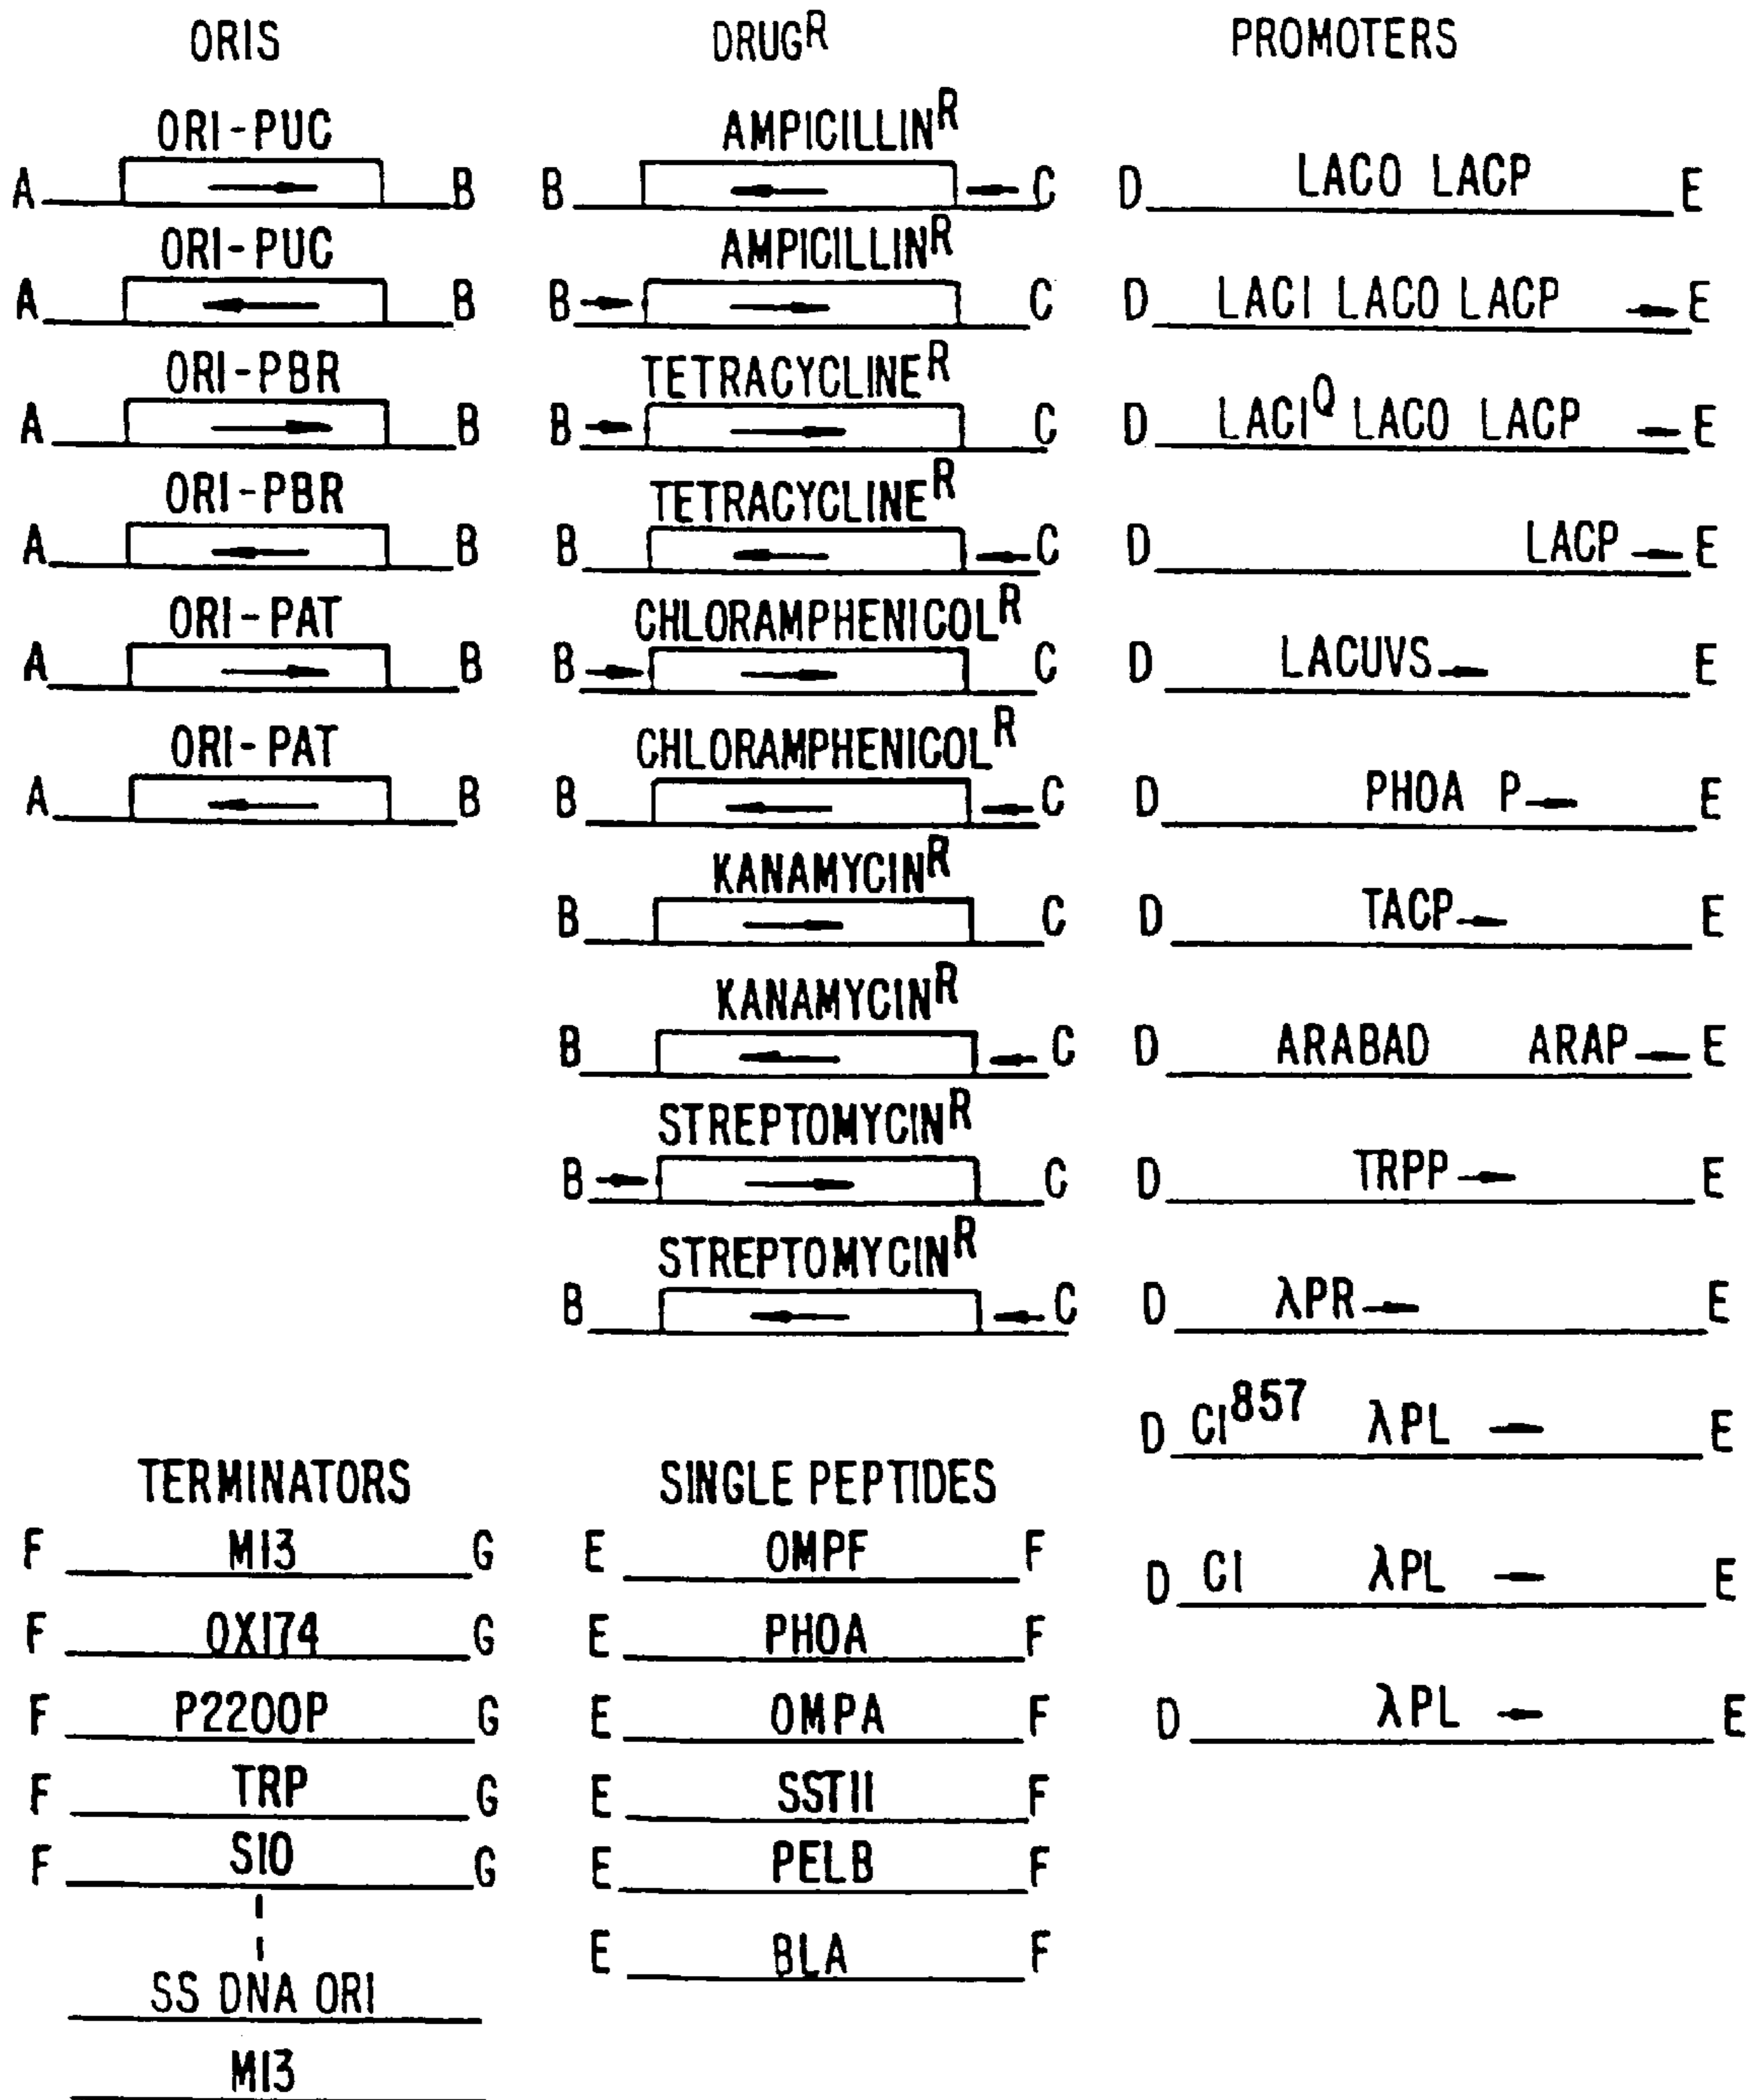 ORIS
ORI-PUC
A B
ORI-PUC
A B
ORI-PBR
A B
ORI-PBR
A B
ORI-PAT
A B
ORI-PAT
A B
DRUGR
AMPICILLINR
B C
AMPICILLINR
B C
TETRACYCLINER
B C
TETRACYCLINER
B C
CHLORAMPHENICOLR
B C
CHLORAMPHENICOLR
B C
KANAMYCINR
B C
KANAMYCINR
B C
STREPTOMYCINR
B C
STREPTOMYCINR
B C
PROMOTERS
D LACO LACP E
D LACI LACO LACP E
D LACIQ LACO LACP E
D LACP E
D LACUVS E
D PHOA P E
D TACP E
D ARABAD ARAP E
D TRPP E
D λPR E
D CI857 λPL E
D CI λPL E
D λPL E
TERMINATORS
F M13 G
F OX174 G
F P2200P G
F TRP G
F S10 G
SS DNA ORI
M13
SINGLE PEPTIDES
E OMPF F
E PHOA F
E OMPA F
E SSTII F
E PELB F
E BLA F